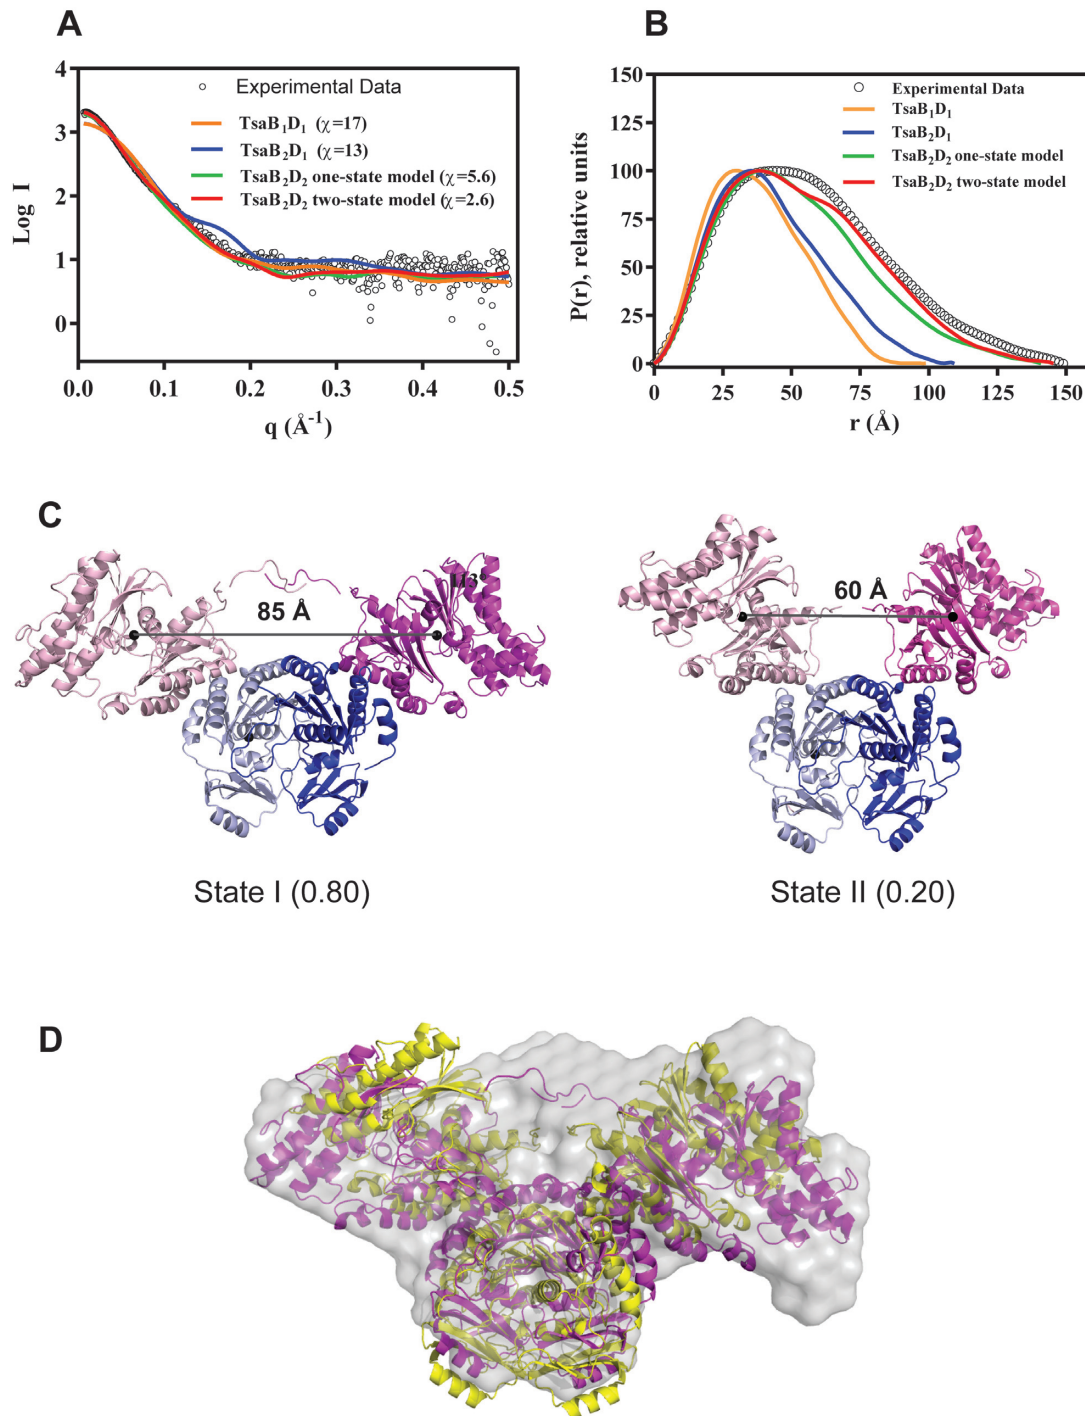 A
4
3
2
1
0
Log I
0.0 0.1 0.2 0.3 0.4 0.5
q (Å⁻¹)
Experimental Data
TsaB₁D₁ (χ=17)
TsaB₂D₁ (χ=13)
TsaB₂D₂ one-state model (χ=5.6)
TsaB₂D₂ two-state model (χ=2.6)
B
150
125
100
75
50
25
0
P(r), relative units
0 25 50 75 100 125 150
r (Å)
Experimental Data
TsaB₁D₁
TsaB₂D₁
TsaB₂D₂ one-state model
TsaB₂D₂ two-state model
C
85 Å
60 Å
State I (0.80)
State II (0.20)
D